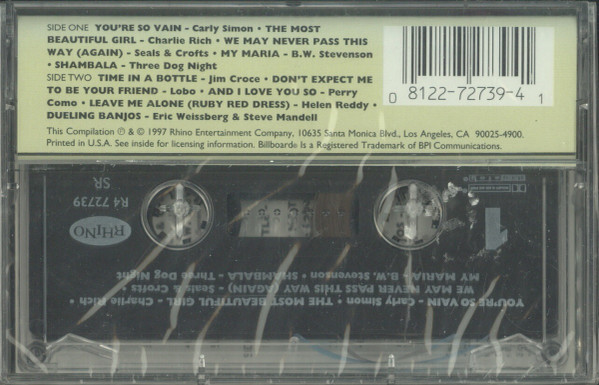 SIDE ONE YOU'RE SO VAIN - Carly Simon • THE MOST
BEAUTIFUL GIRL - Charlie Rich • WE MAY NEVER PASS THIS
WAY (AGAIN) - Seals & Crofts • MY MARIA - B.W. Stevenson
• SHAMBALA - Three Dog Night
SIDE TWO TIME IN A BOTTLE - Jim Croce • DON'T EXPECT ME
TO BE YOUR FRIEND - Lobo • AND I LOVE YOU SO - Perry
Como • LEAVE ME ALONE (RUBY RED DRESS) - Helen Reddy •
DUELING BANJOS - Eric Weissberg & Steve Mandell
This Compilation ℗ & © 1997 Rhino Entertainment Company, 10635 Santa Monica Blvd., Los Angeles, CA 90025-4900.
Printed in U.S.A. See inside for licensing information. Billboard® Is a Registered Trademark of BPI Communications.
0 8122-72739-4 1
R4 72739
SR
RHINO
1
YOU'RE SO VAIN - Carly Simon • THE MOST BEAUTIFUL GIRL - Charlie Rich •
WE MAY NEVER PASS THIS WAY (AGAIN) - Seals & Crofts •
MY MARIA - B.W. Stevenson • SHAMBALA - Three Dog Night